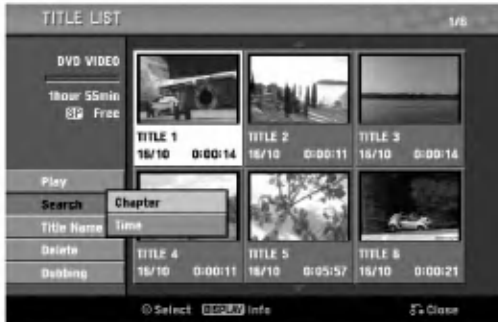 TITLE LIST
1/6
DVD VIDEO
1hour 55min
SP Free
TITLE 1
16/10 0:00:14
TITLE 2
16/10 0:00:11
TITLE 3
16/10 0:00:14
Play
Search
Title Name
Delete
Dubbing
Chapter
Time
TITLE 4
16/10 0:00:11
TITLE 5
16/10 0:05:57
TITLE 6
16/10 0:00:21
Select DISPLAY Info
Close